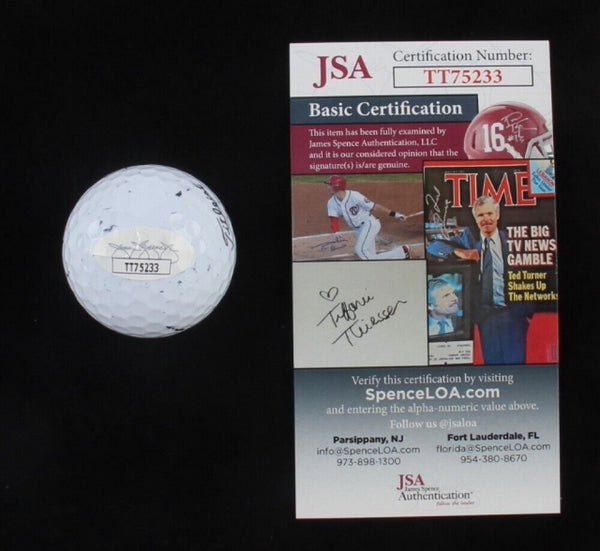 TT75233
JSA
Certification Number:
TT75233
Basic Certification
This item has been fully examined by
James Spence Authentication, LLC
and it is our considered opinion that the
signature(s) is/are genuine.
16
TIME
THE BIG
TV NEWS
GAMBLE
Ted Turner
Shakes Up
The Networks
Tiffani
Thiessen
Verify this certification by visiting
SpenceLOA.com
and entering the alpha-numeric value above.
Follow us @jsaloa
Parsippany, NJ
info@SpenceLOA.com
973-898-1300
Fort Lauderdale, FL
florida@SpenceLOA.com
954-380-8670
JSA
James Spence
Authentication